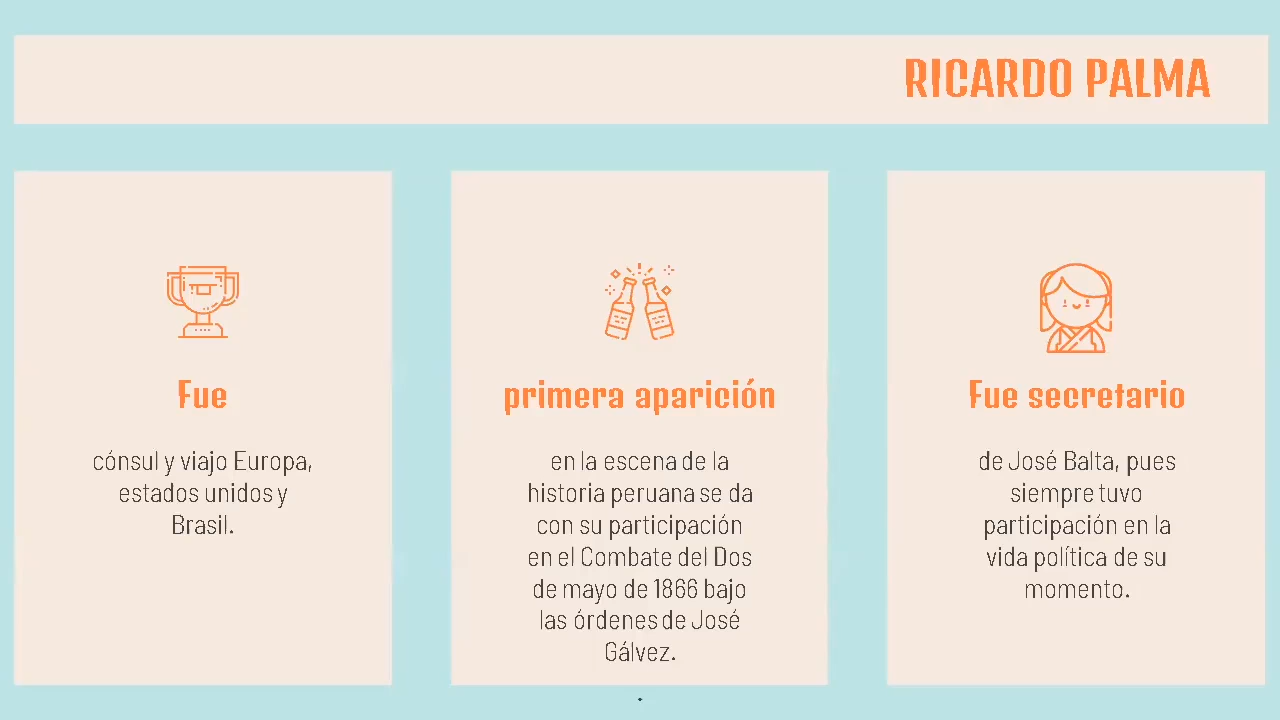 RICARDO PALMA
Fue
cónsul y viajo Europa,
estados unidos y
Brasil.
primera aparición
en la escena de la
historia peruana se da
con su participación
en el Combate del Dos
de mayo de 1866 bajo
las órdenes de José
Gálvez.
Fue secretario
de José Balta, pues
siempre tuvo
participación en la
vida política de su
momento.